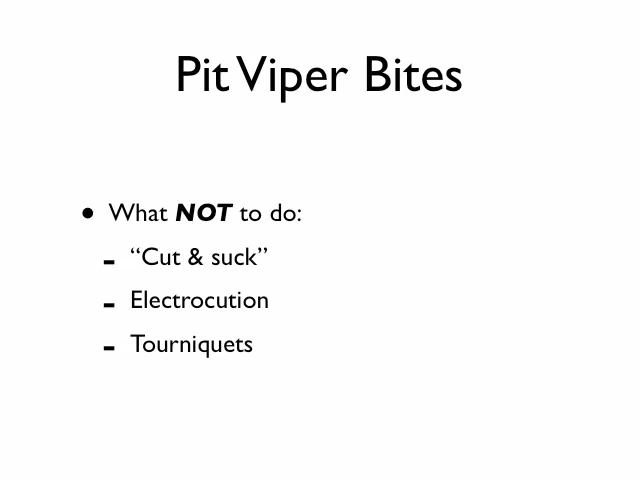 Pit Viper Bites
• What NOT to do:
- “Cut & suck”
- Electrocution
- Tourniquets